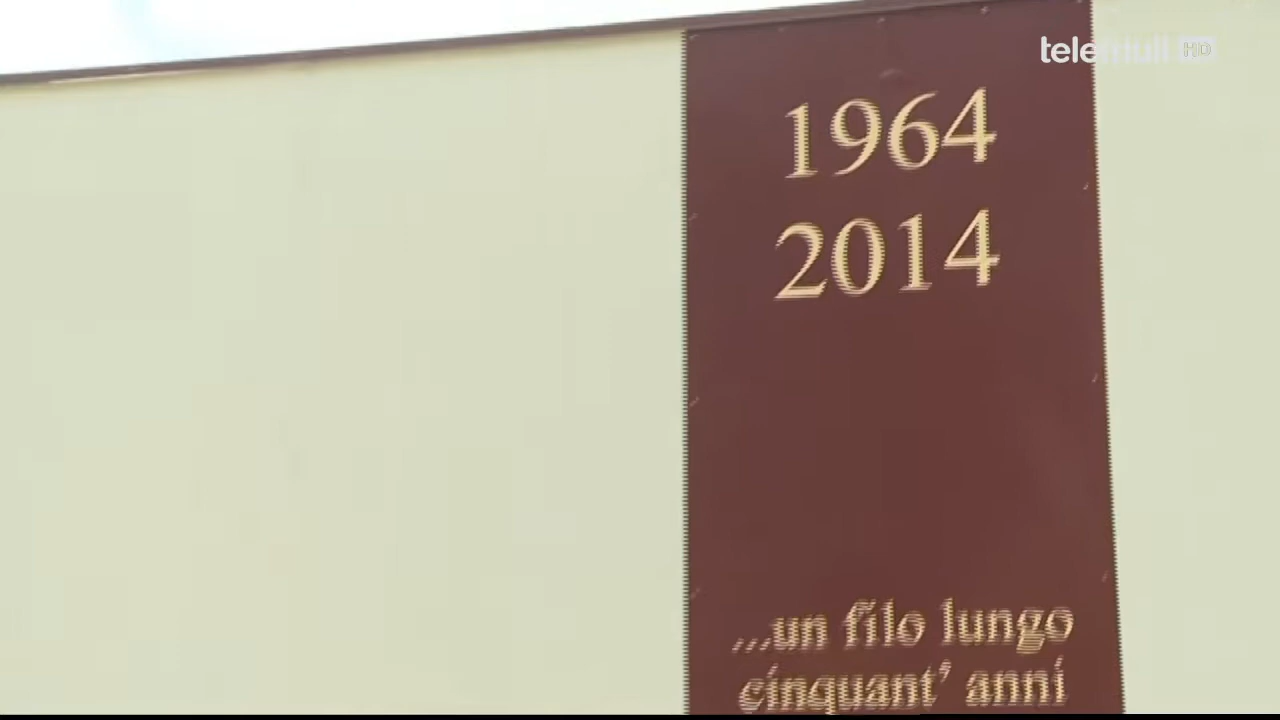 telefriuli HD
1964
2014
...un filo lungo
cinquant' anni